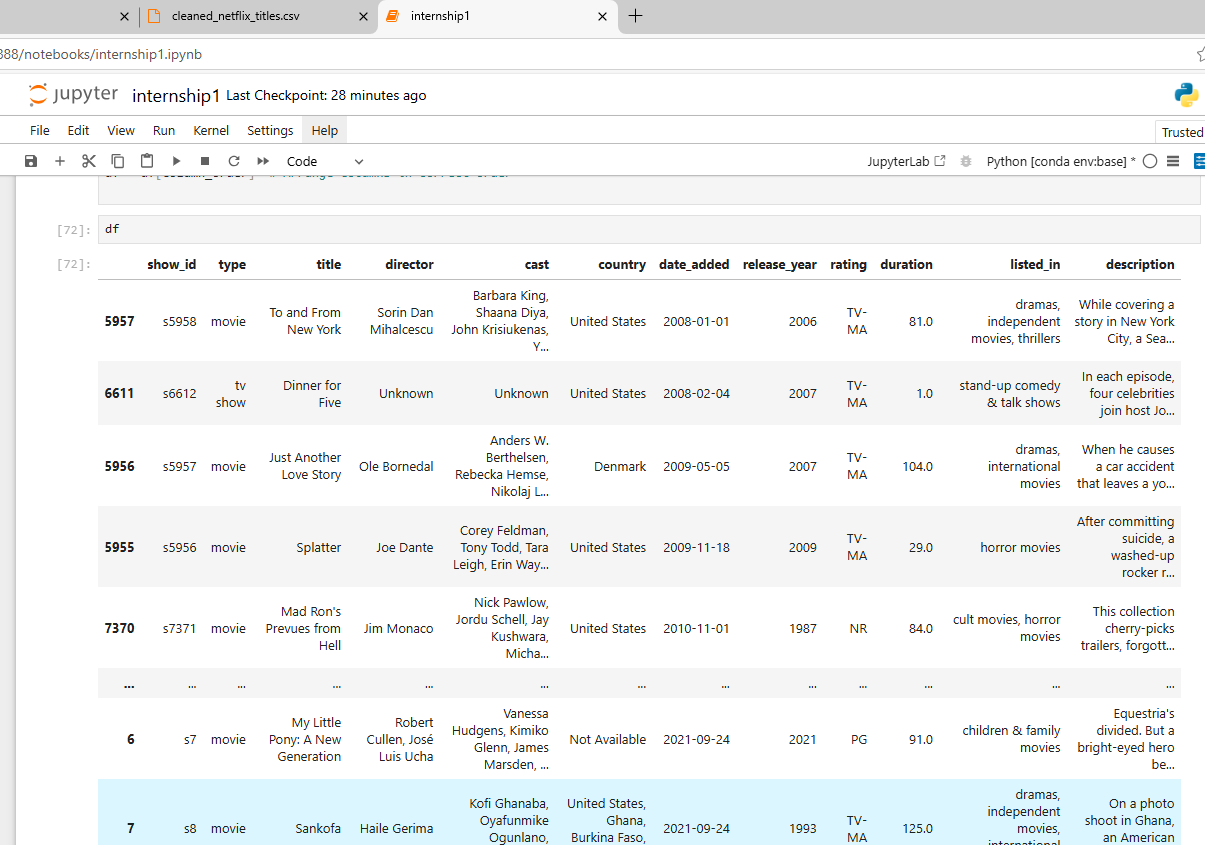 cleaned_netflix_titles.csv
internship1
388/notebooks/internship1.ipynb
jupyter internship1 Last Checkpoint: 28 minutes ago
File Edit View Run Kernel Settings Help
Trusted
Code
JupyterLab
Python [conda env:base] *
[72]:
df
[72]:
show_id type title director cast country date_added release_year rating duration listed_in description
5957 s5958 movie To and From New York Sorin Dan Mihalcescu Barbara King, Shaana Diya, John Krisiukenas, Y... United States 2008-01-01 2006 TV-MA 81.0 dramas, independent movies, thrillers While covering a story in New York City, a Sea...
6611 s6612 tv show Dinner for Five Unknown Unknown United States 2008-02-04 2007 TV-MA 1.0 stand-up comedy & talk shows In each episode, four celebrities join host Jo...
5956 s5957 movie Just Another Love Story Ole Bornedal Anders W. Berthelsen, Rebecka Hemse, Nikolaj L... Denmark 2009-05-05 2007 TV-MA 104.0 dramas, international movies When he causes a car accident that leaves a yo...
5955 s5956 movie Splatter Joe Dante Corey Feldman, Tony Todd, Tara Leigh, Erin Way... United States 2009-11-18 2009 TV-MA 29.0 horror movies After committing suicide, a washed-up rocker r...
7370 s7371 movie Mad Ron's Prevues from Hell Jim Monaco Nick Pawlow, Jordu Schell, Jay Kushwara, Micha... United States 2010-11-01 1987 NR 84.0 cult movies, horror movies This collection cherry-picks trailers, forgott...
... ... ... ... ... ... ... ... ... ... ... ... ...
6 s7 movie My Little Pony: A New Generation Robert Cullen, José Luis Ucha Vanessa Hudgens, Kimiko Glenn, James Marsden, ... Not Available 2021-09-24 2021 PG 91.0 children & family movies Equestria's divided. But a bright-eyed hero be...
7 s8 movie Sankofa Haile Gerima Kofi Ghanaba, Oyafunmike Ogunlano, United States, Ghana, Burkina Faso, 2021-09-24 1993 TV-MA 125.0 dramas, independent movies, On a photo shoot in Ghana, an American